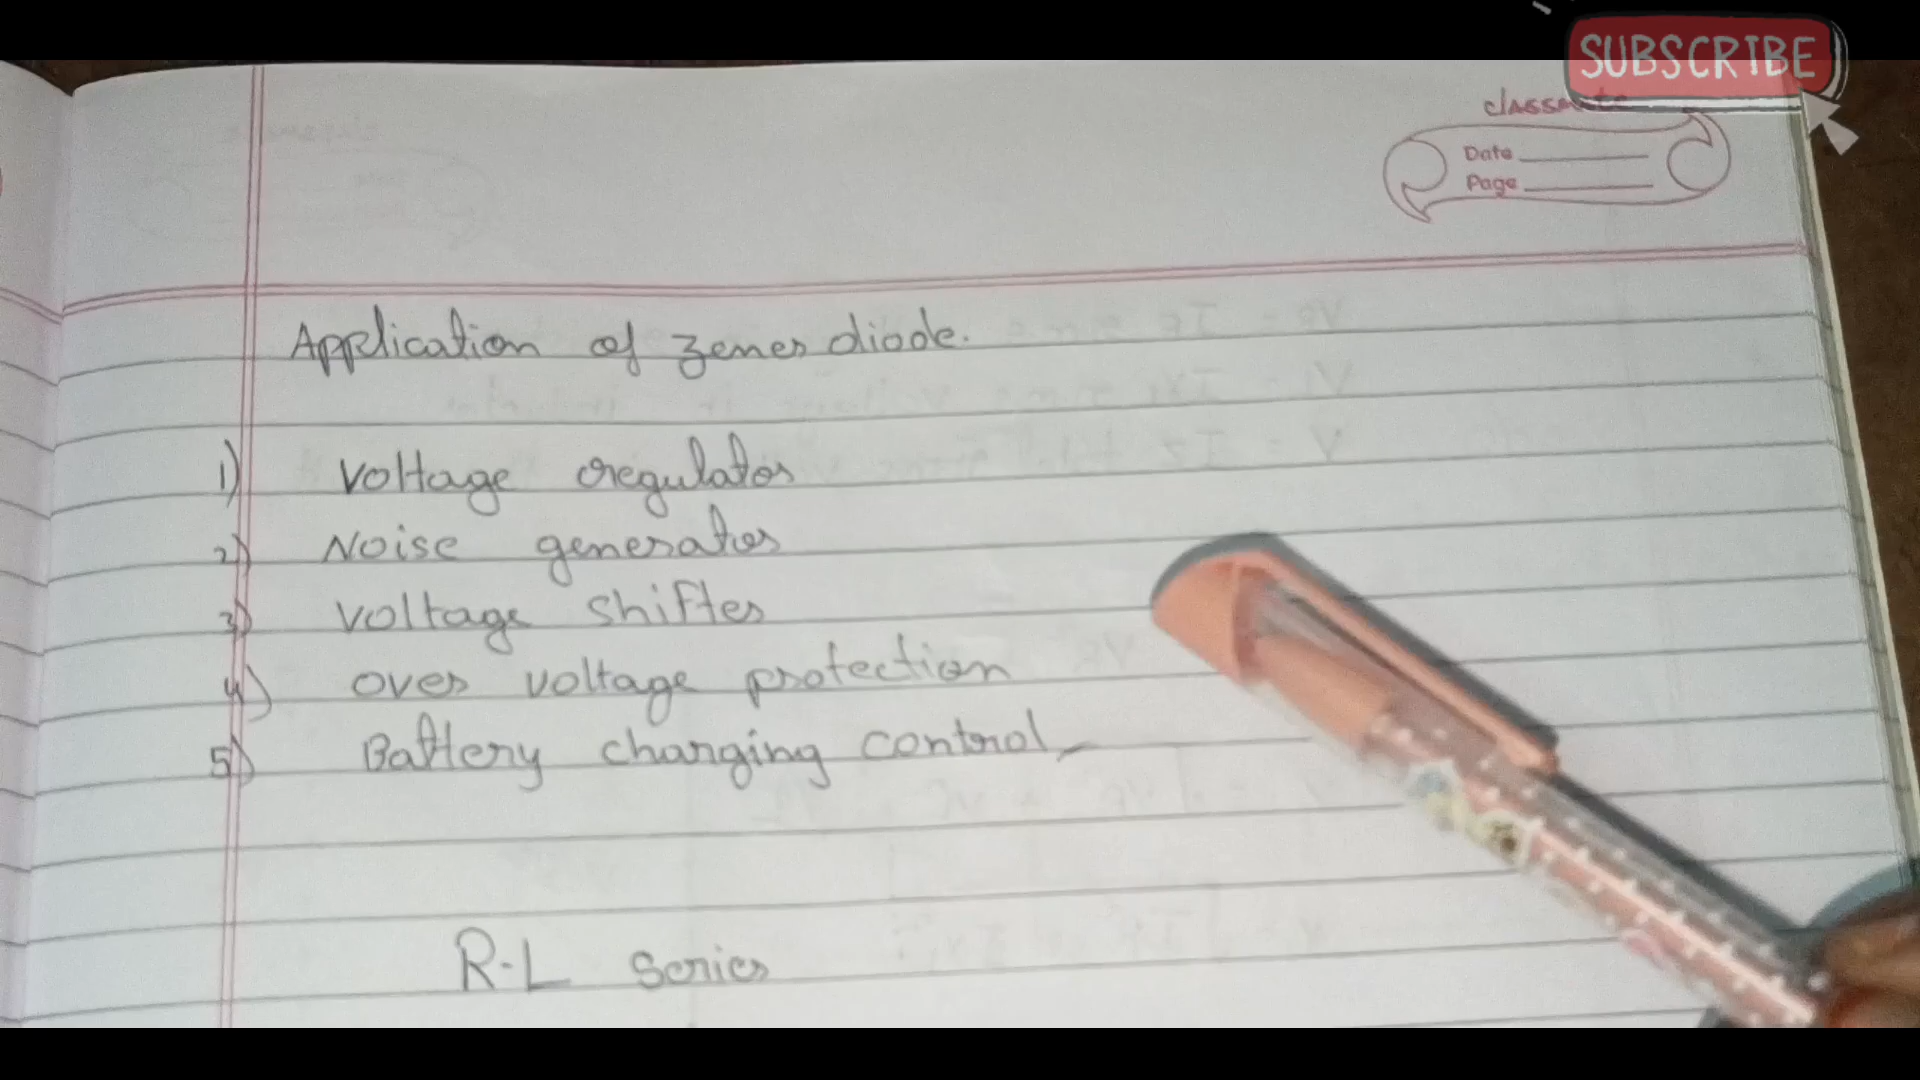 SUBSCRIBE
classmate
Date
Page
Application of zener diode.
1) Voltage regulator
2) Noise generator
3) Voltage shifter
4) over voltage protection
5) Battery charging control
R-L series